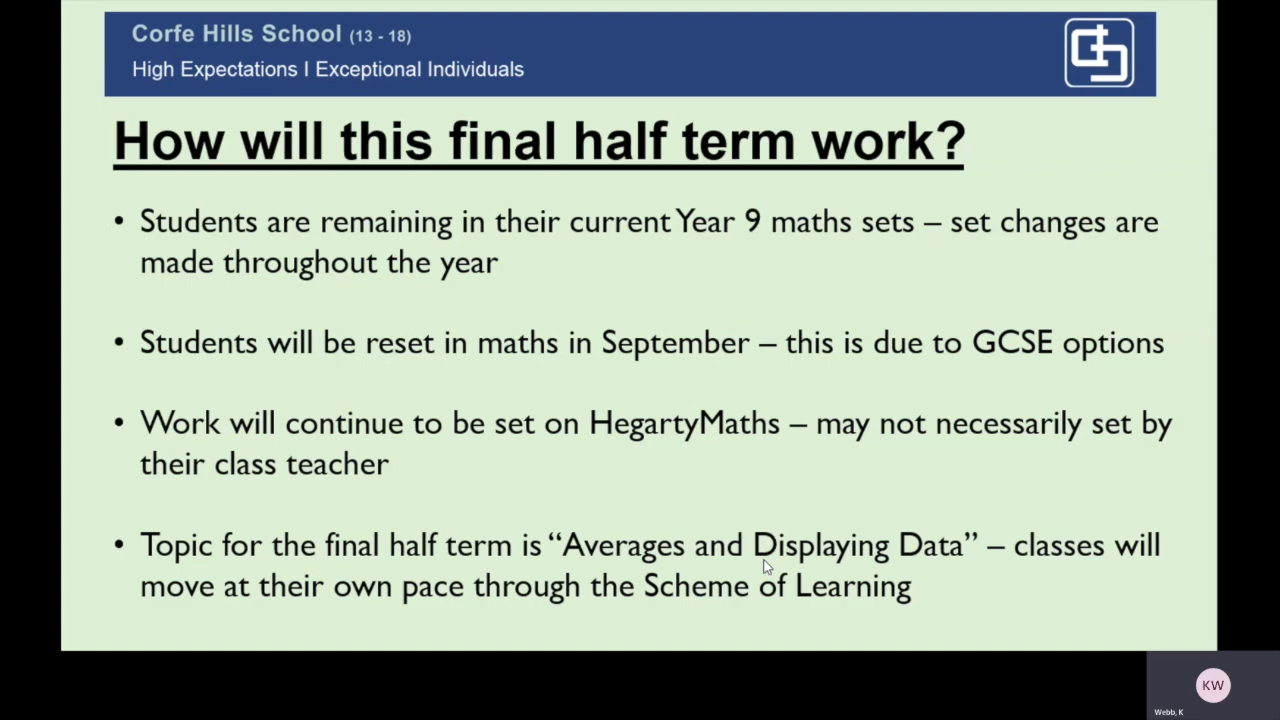 Corfe Hills School (13 - 18)
High Expectations I Exceptional Individuals
How will this final half term work?
• Students are remaining in their current Year 9 maths sets – set changes are
made throughout the year
• Students will be reset in maths in September – this is due to GCSE options
• Work will continue to be set on HegartyMaths – may not necessarily set by
their class teacher
• Topic for the final half term is “Averages and Displaying Data” – classes will
move at their own pace through the Scheme of Learning
KW
Webb, K